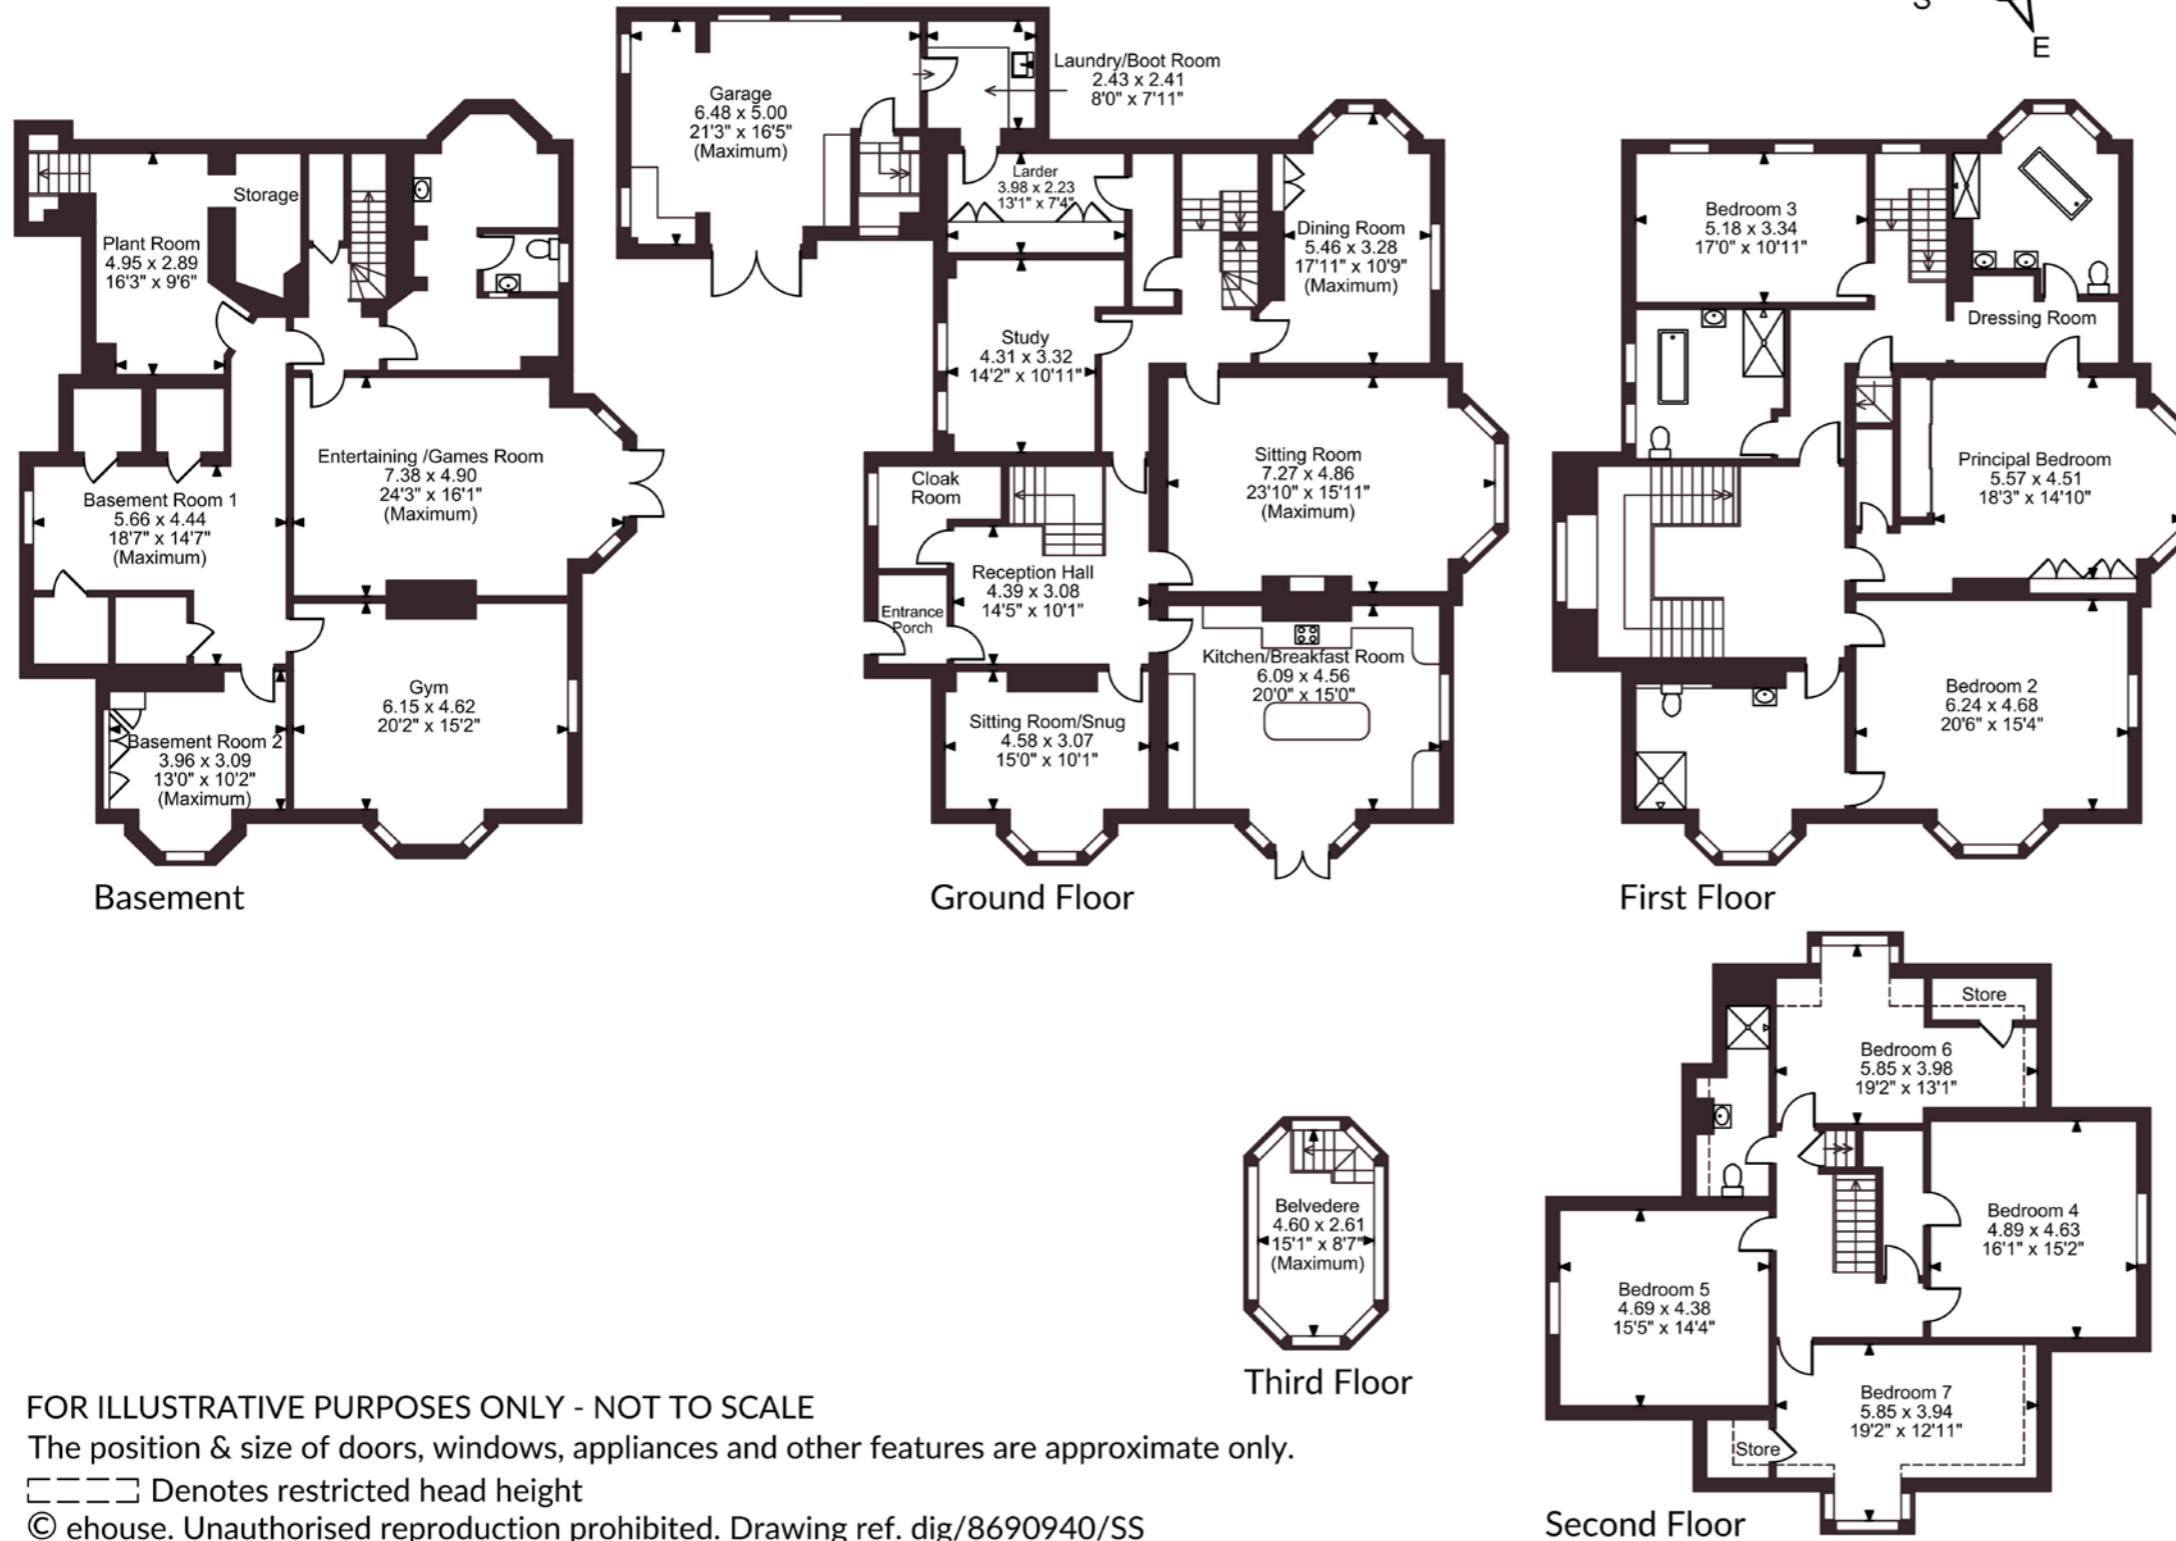 S
E
Plant Room
4.95 x 2.89
16'3" x 9'6"
Storage
Basement Room 1
5.66 x 4.44
18'7" x 14'7"
(Maximum)
Entertaining /Games Room
7.38 x 4.90
24'3" x 16'1"
(Maximum)
Gym
6.15 x 4.62
20'2" x 15'2"
Basement Room 2
3.96 x 3.09
13'0" x 10'2"
(Maximum)
Basement
Garage
6.48 x 5.00
21'3" x 16'5"
(Maximum)
Laundry/Boot Room
2.43 x 2.41
8'0" x 7'11"
Larder
3.98 x 2.23
13'1" x 7'4"
Dining Room
5.46 x 3.28
17'11" x 10'9"
(Maximum)
Study
4.31 x 3.32
14'2" x 10'11"
Cloak
Room
Sitting Room
7.27 x 4.86
23'10" x 15'11"
(Maximum)
Reception Hall
4.39 x 3.08
14'5" x 10'1"
Entrance
Porch
Kitchen/Breakfast Room
6.09 x 4.56
20'0" x 15'0"
Sitting Room/Snug
4.58 x 3.07
15'0" x 10'1"
Ground Floor
Bedroom 3
5.18 x 3.34
17'0" x 10'11"
Dressing Room
Principal Bedroom
5.57 x 4.51
18'3" x 14'10"
Bedroom 2
6.24 x 4.68
20'6" x 15'4"
First Floor
Store
Bedroom 6
5.85 x 3.98
19'2" x 13'1"
Bedroom 4
4.89 x 4.63
16'1" x 15'2"
Bedroom 5
4.69 x 4.38
15'5" x 14'4"
Bedroom 7
5.85 x 3.94
19'2" x 12'11"
Store
Second Floor
Belvedere
4.60 x 2.61
15'1" x 8'7"
(Maximum)
Third Floor
FOR ILLUSTRATIVE PURPOSES ONLY - NOT TO SCALE
The position & size of doors, windows, appliances and other features are approximate only.
Denotes restricted head height
© ehouse. Unauthorised reproduction prohibited. Drawing ref. dig/8690940/SS